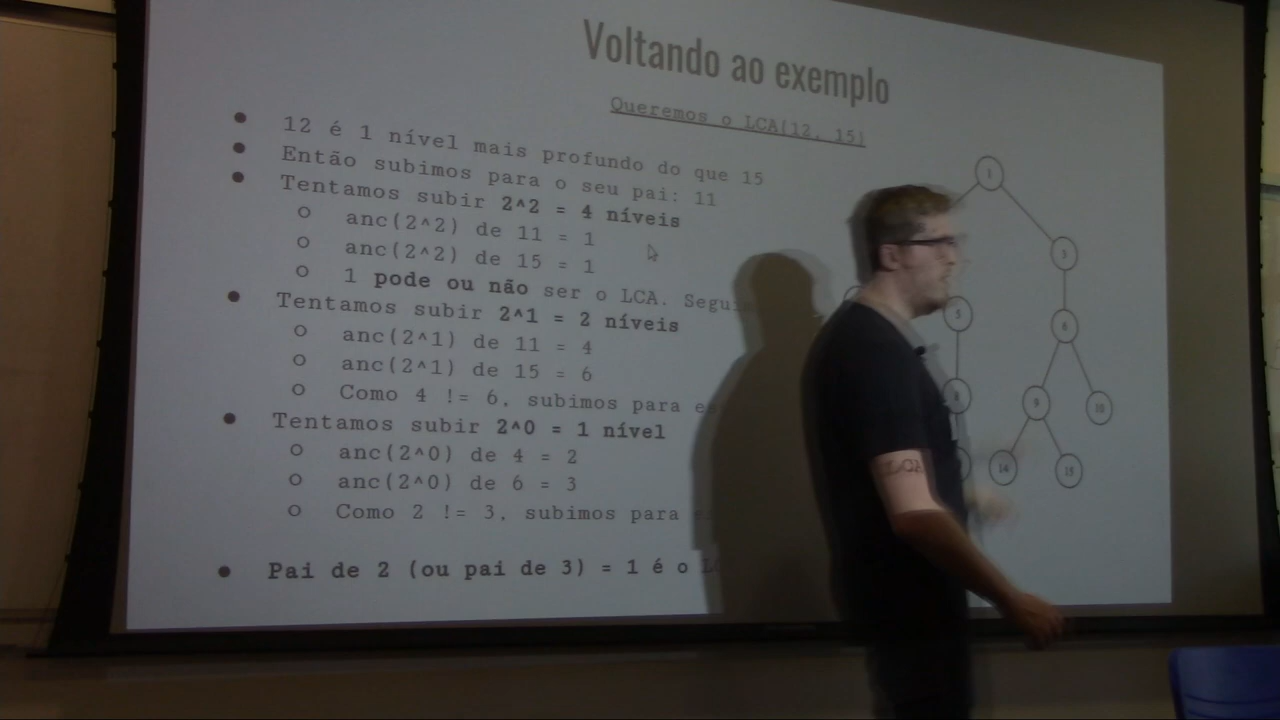 Voltando ao exemplo
Queremos o LCA(12, 15)
● 12 é 1 nível mais profundo do que 15
● Então subimos para o seu pai: 11
● Tentamos subir 2^2 = 4 níveis
○ anc(2^2) de 11 = 1
○ anc(2^2) de 15 = 1
○ 1 pode ou não ser o LCA.
● Tentamos subir 2^1 = 2 níveis
○ anc(2^1) de 11 = 4
○ anc(2^1) de 15 = 6
○ Como 4 != 6, subimos para
● Tentamos subir 2^0 = 1 nível
○ anc(2^0) de 4 = 2
○ anc(2^0) de 6 = 3
○ Como 2 != 3, subimos para
● Pai de 2 (ou pai de 3) = 1 é o
1
3
5
6
8
9
10
14
15